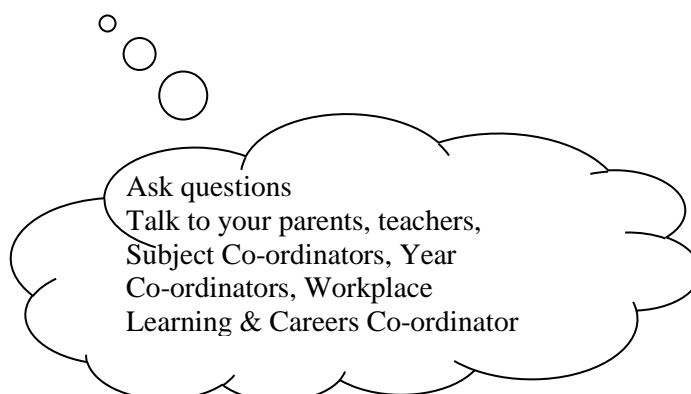 Ask questions
Talk to your parents, teachers,
Subject Co-ordinators, Year
Co-ordinators, Workplace
Learning & Careers Co-ordinator